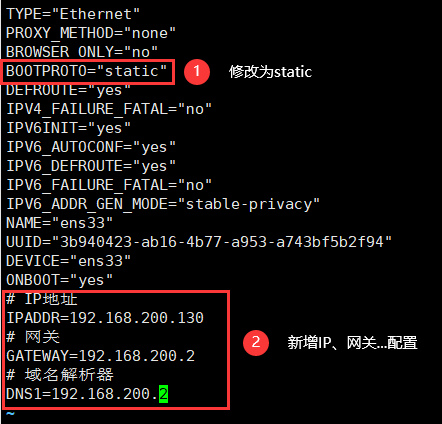 TYPE="Ethernet"
PROXY_METHOD="none"
BROWSER_ONLY="no"
BOOTPROTO="static" 1 修改为static
DEFROUTE="yes"
IPV4_FAILURE_FATAL="no"
IPV6INIT="yes"
IPV6_AUTOCONF="yes"
IPV6_DEFROUTE="yes"
IPV6_FAILURE_FATAL="no"
IPV6_ADDR_GEN_MODE="stable-privacy"
NAME="ens33"
UUID="3b940423-ab16-4b77-a953-a743bf5b2f94"
DEVICE="ens33"
ONBOOT="yes"
# IP地址
IPADDR=192.168.200.130
# 网关 2 新增IP、网关...配置
GATEWAY=192.168.200.2
# 域名解析器
DNS1=192.168.200.2
~